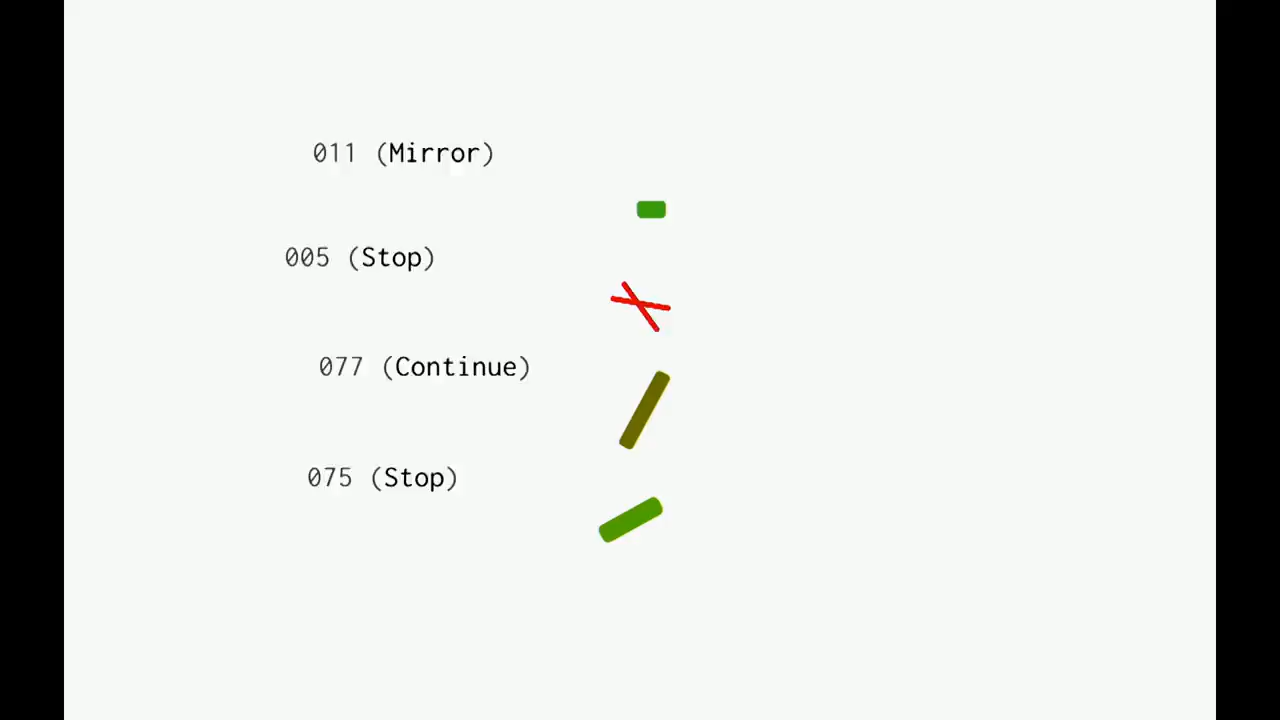 011 (Mirror)
005 (Stop)
077 (Continue)
075 (Stop)